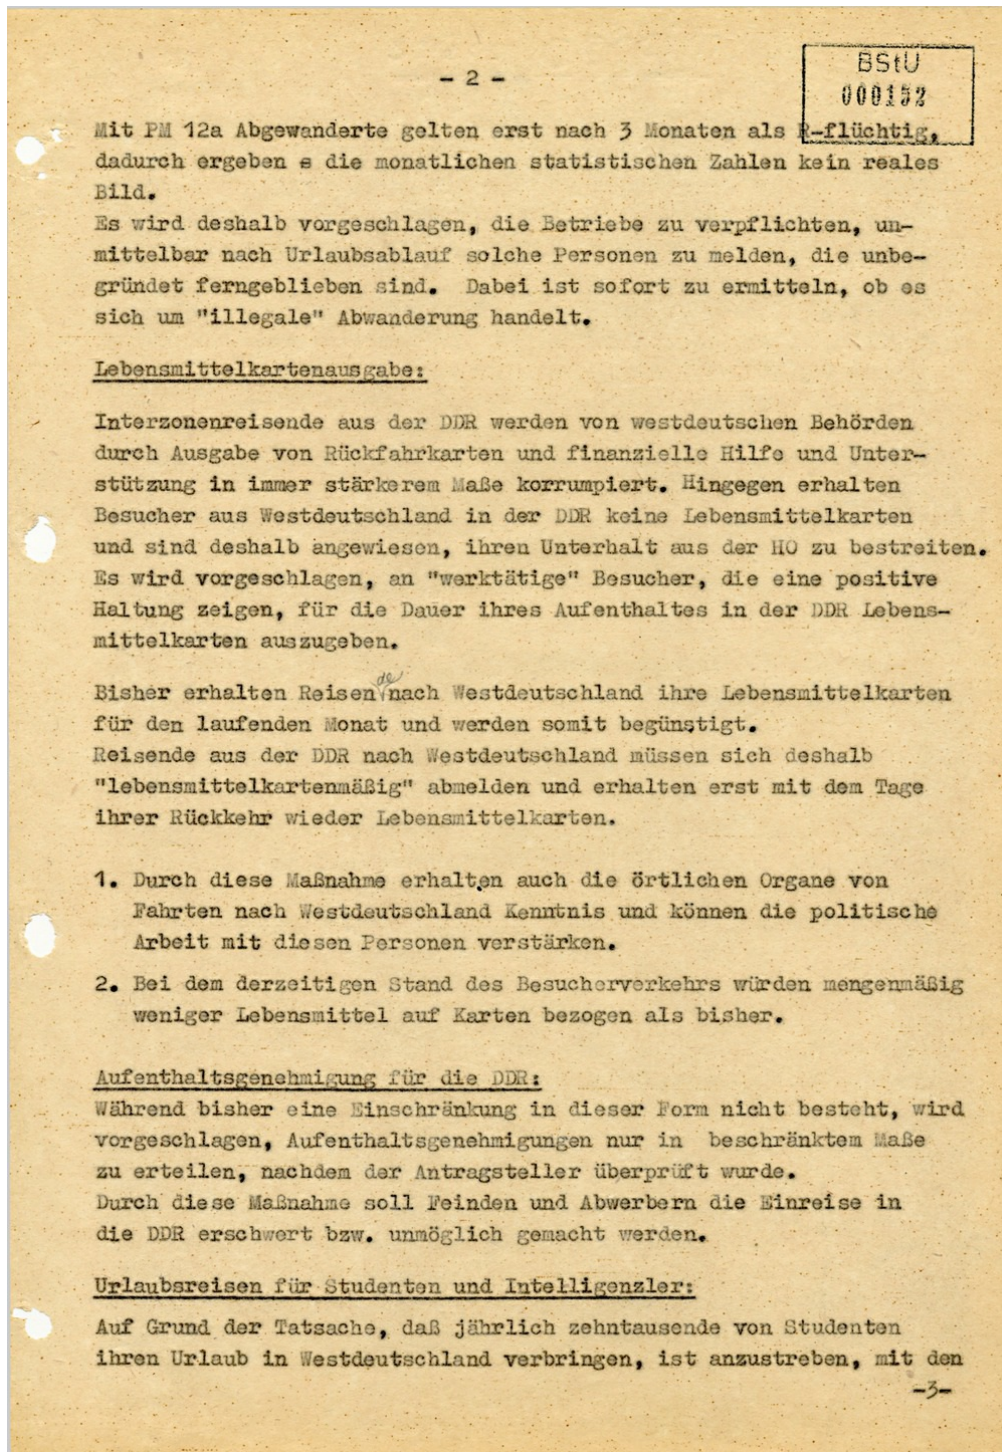 - 2 -
BStU
000132
Mit PM 12a Abgewanderte gelten erst nach 3 Monaten als R-flüchtig,
dadurch ergeben s die monatlichen statistischen Zahlen kein reales
Bild.
Es wird deshalb vorgeschlagen, die Betriebe zu verpflichten, un-
mittelbar nach Urlaubsablauf solche Personen zu melden, die unbe-
gründet ferngeblieben sind. Dabei ist sofort zu ermitteln, ob es
sich um "illegale" Abwanderung handelt.
Lebensmittelkartenausgabe:
Interzonenreisende aus der DDR werden von westdeutschen Behörden
durch Ausgabe von Rückfahrkarten und finanzielle Hilfe und Unter-
stützung in immer stärkerem Maße korrumpiert. Hingegen erhalten
Besucher aus Westdeutschland in der DDR keine Lebensmittelkarten
und sind deshalb angewiesen, ihren Unterhalt aus der HO zu bestreiten.
Es wird vorgeschlagen, an "werktätige" Besucher, die eine positive
Haltung zeigen, für die Dauer ihres Aufenthaltes in der DDR Lebens-
mittelkarten auszugeben.
Bisher erhalten Reisende nach Westdeutschland ihre Lebensmittelkarten
für den laufenden Monat und werden somit begünstigt.
Reisende aus der DDR nach Westdeutschland müssen sich deshalb
"lebensmittelkartenmäßig" abmelden und erhalten erst mit dem Tage
ihrer Rückkehr wieder Lebensmittelkarten.
1. Durch diese Maßnahme erhalten auch die örtlichen Organe von
Fahrten nach Westdeutschland Kenntnis und können die politische
Arbeit mit diesen Personen verstärken.
2. Bei dem derzeitigen Stand des Besucherverkehrs würden mengenmäßig
weniger Lebensmittel auf Karten bezogen als bisher.
Aufenthaltsgenehmigung für die DDR:
Während bisher eine Einschränkung in dieser Form nicht besteht, wird
vorgeschlagen, Aufenthaltsgenehmigungen nur in beschränktem Maße
zu erteilen, nachdem der Antragsteller überprüft wurde.
Durch diese Maßnahme soll Feinden und Abwerbern die Einreise in
die DDR erschwert bzw. unmöglich gemacht werden.
Urlaubsreisen für Studenten und Intelligenzler:
Auf Grund der Tatsache, daß jährlich zehntausende von Studenten
ihren Urlaub in Westdeutschland verbringen, ist anzustreben, mit den
-3-